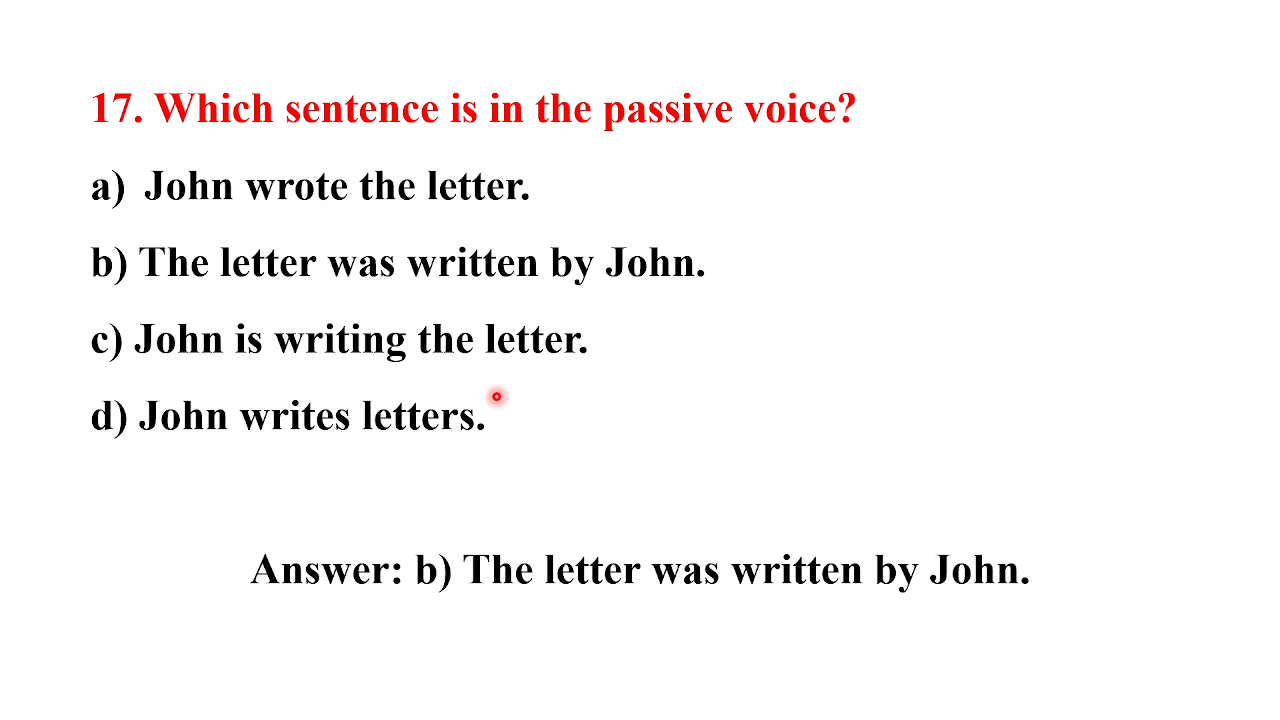 17. Which sentence is in the passive voice?
a) John wrote the letter.
b) The letter was written by John.
c) John is writing the letter.
d) John writes letters.
Answer: b) The letter was written by John.